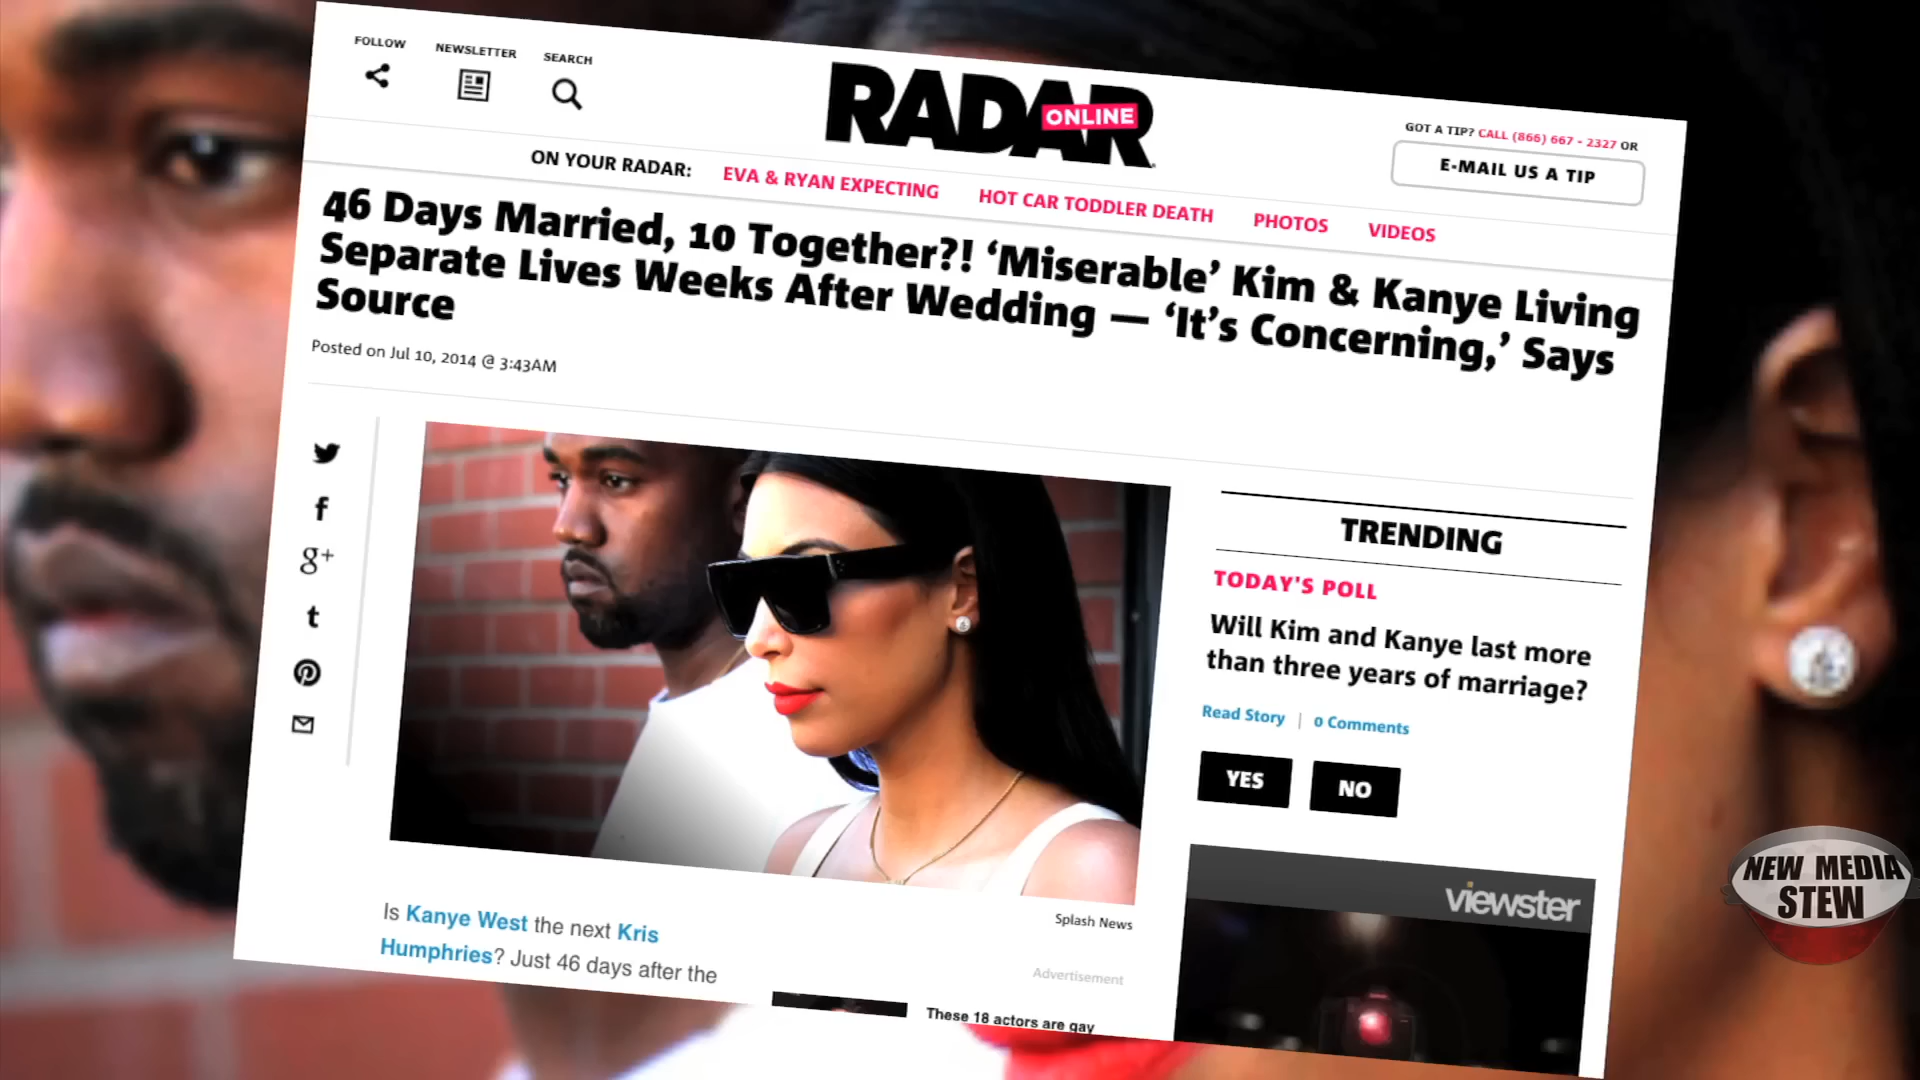 FOLLOW
NEWSLETTER
SEARCH
RADAR
ONLINE
GOT A TIP? CALL (866) 667 - 2327 OR
E-MAIL US A TIP
ON YOUR RADAR:
EVA & RYAN EXPECTING
HOT CAR TODDLER DEATH
PHOTOS
VIDEOS
46 Days Married, 10 Together?! ‘Miserable’ Kim & Kanye Living
Separate Lives Weeks After Wedding — ‘It’s Concerning,’ Says
Source
Posted on Jul 10, 2014 @ 3:43AM
f
g+
t
TRENDING
TODAY'S POLL
Will Kim and Kanye last more
than three years of marriage?
Read Story | 0 Comments
YES
NO
viewster
Splash News
Is Kanye West the next Kris
Humphries? Just 46 days after the
Advertisement
These 18 actors are gay
NEW MEDIA
STEW